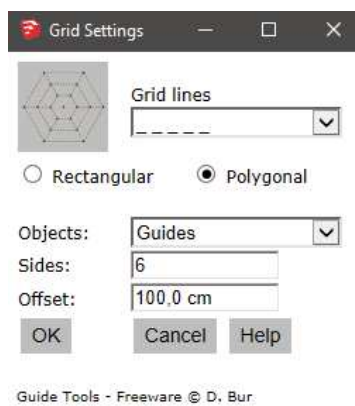 Grid Settings
Grid lines
_ _ _ _ _
Rectangular Polygonal
Objects: Guides
Sides: 6
Offset: 100,0 cm
OK Cancel Help
Guide Tools - Freeware © D. Bur